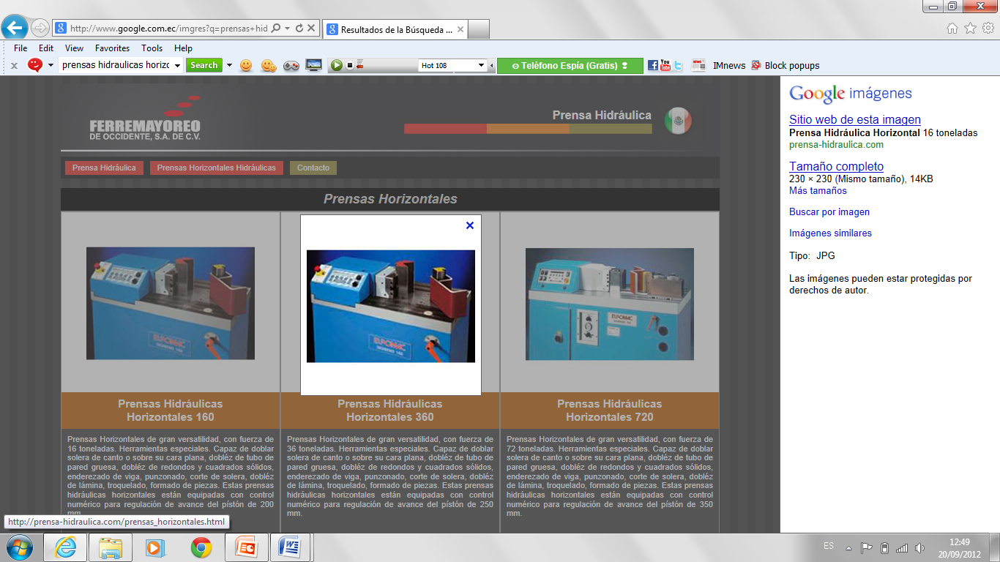 http://www.google.com.ec/imgres?q=prensas+hid
Resultados de la Búsqueda ...
File Edit View Favorites Tools Help
prensas hidraulicas horizc
Search
Hot 108
Teléfono Espía (Gratis)
You Tube
IMnews
Block popups
FERREMAYOREO
DE OCCIDENTE, S.A. DE C.V.
Prensa Hidráulica
Prensa Hidráulica
Prensas Horizontales Hidráulicas
Contacto
Prensas Horizontales
EUROMAC
EUROMAC
EUROMAC
Prensas Hidráulicas
Horizontales 160
Prensas Horizontales de gran versatilidad, con fuerza de
16 toneladas. Herramientas especiales. Capaz de doblar
solera de canto o sobre su cara plana, dobléz de tubo de
pared gruesa, dobléz de redondos y cuadrados sólidos,
enderezado de viga, punzonado, corte de solera, dobléz
de lámina, troquelado, formado de piezas. Estas prensas
hidráulicas horizontales están equipadas con control
numérico para regulación de avance del pístón de 200
mm.
Prensas Hidráulicas
Horizontales 360
Prensas Horizontales de gran versatilidad, con fuerza de
36 toneladas. Herramientas especiales. Capaz de doblar
solera de canto o sobre su cara plana, dobléz de tubo de
pared gruesa, dobléz de redondos y cuadrados sólidos,
enderezado de viga, punzonado, corte de solera, dobléz
de lámina, troquelado, formado de piezas. Estas prensas
hidráulicas horizontales están equipadas con control
numérico para regulación de avance del pístón de 250
mm.
Prensas Hidráulicas
Horizontales 720
Prensas Horizontales de gran versatilidad, con fuerza de
72 toneladas. Herramientas especiales. Capaz de doblar
solera de canto o sobre su cara plana, dobléz de tubo de
pared gruesa, dobléz de redondos y cuadrados sólidos,
enderezado de viga, punzonado, corte de solera, dobléz
de lámina, troquelado, formado de piezas. Estas prensas
hidráulicas horizontales están equipadas con control
numérico para regulación de avance del pístón de 350
mm.
Google imágenes
Sitio web de esta imagen
Prensa Hidráulica Horizontal 16 toneladas
prensa-hidraulica.com
Tamaño completo
230 × 230 (Mismo tamaño), 14KB
Más tamaños
Buscar por imagen
Imágenes similares
Tipo: JPG
Las imágenes pueden estar protegidas por
derechos de autor.
http://prensa-hidraulica.com/prensas_horizontales.html
ES
12:49
20/09/2012